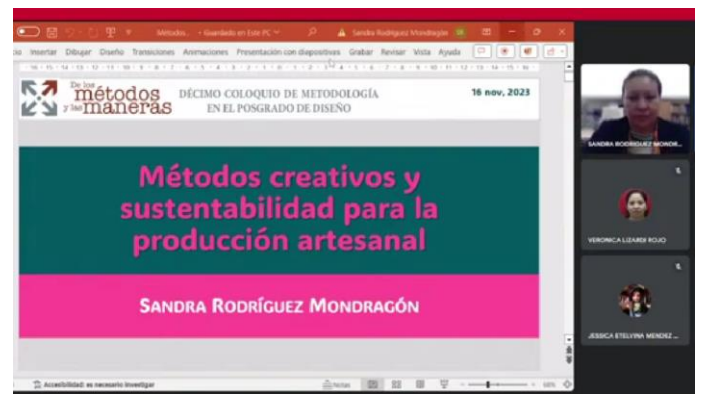 Métodos... - Guardado en Este PC
Sandra Rodríguez Mondragón
Insertar Dibujar Diseño Transiciones Animaciones Presentación con diapositivas Grabar Revisar Vista Ayuda
De los
métodos
y las maneras
DÉCIMO COLOQUIO DE METODOLOGÍA
EN EL POSGRADO DE DISEÑO
16 nov, 2023
Métodos creativos y
sustentabilidad para la
producción artesanal
SANDRA RODRÍGUEZ MONDRAGÓN
SANDRA RODRIGUEZ MONDR...
VERONICA LIZARDI ROJO
JESSICA ETELVINA MENDEZ ...
Accesibilidad: es necesario investigar
Notas